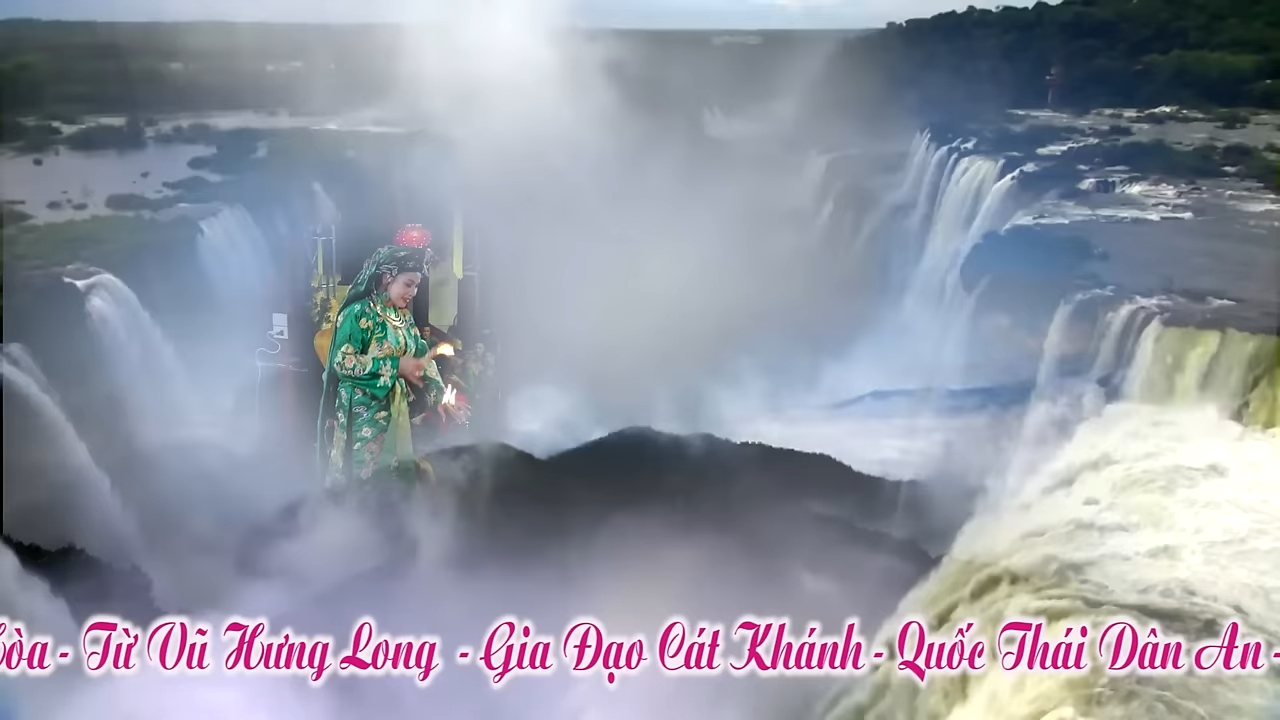 - Từ Vũ Hưng Long - Gia Đạo Cát Khánh - Quốc Thái Dân An -